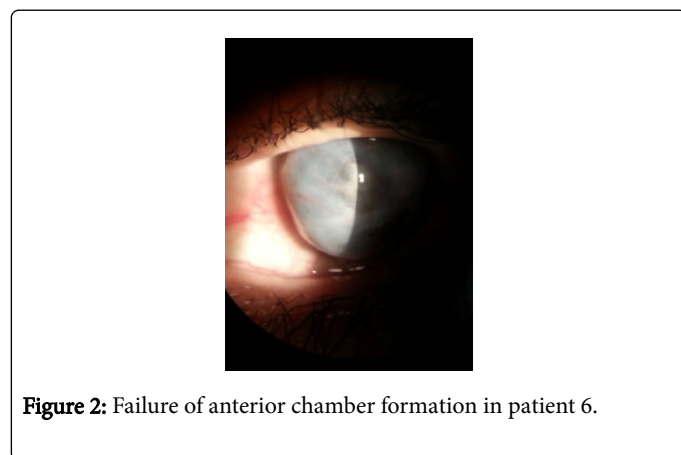 Figure 2: Failure of anterior chamber formation in patient 6.